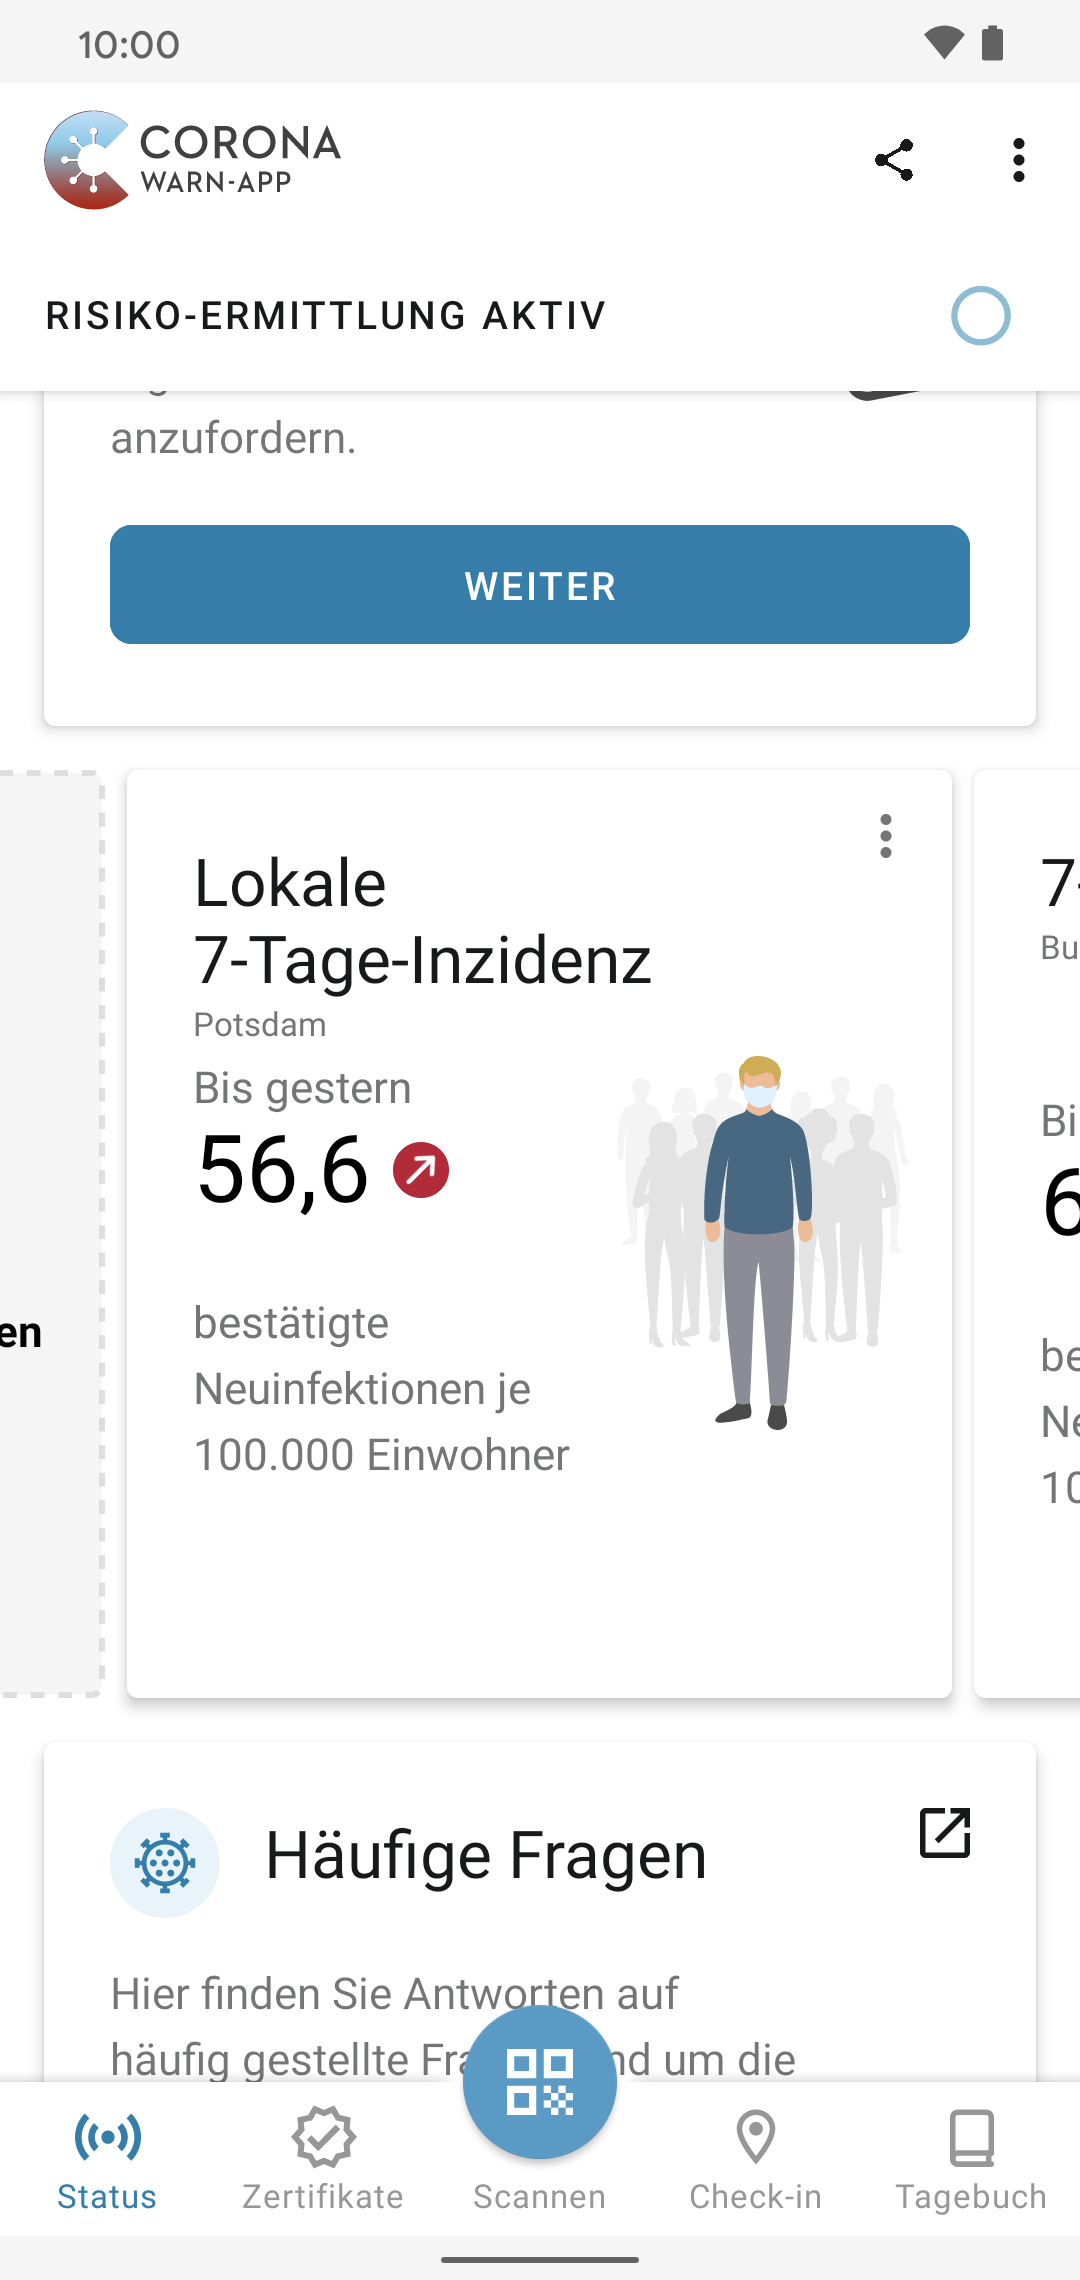 10:00
CORONA
WARN-APP
RISIKO-ERMITTLUNG AKTIV
anzufordern.
WEITER
en
Lokale
7-Tage-Inzidenz
Potsdam
Bis gestern
56,6
bestätigte
Neuinfektionen je
100.000 Einwohner
7-
Bu
Bi
6
be
Ne
10
Häufige Fragen
Hier finden Sie Antworten auf
häufig gestellte Fra nd um die
Status
Zertifikate
Scannen
Check-in
Tagebuch